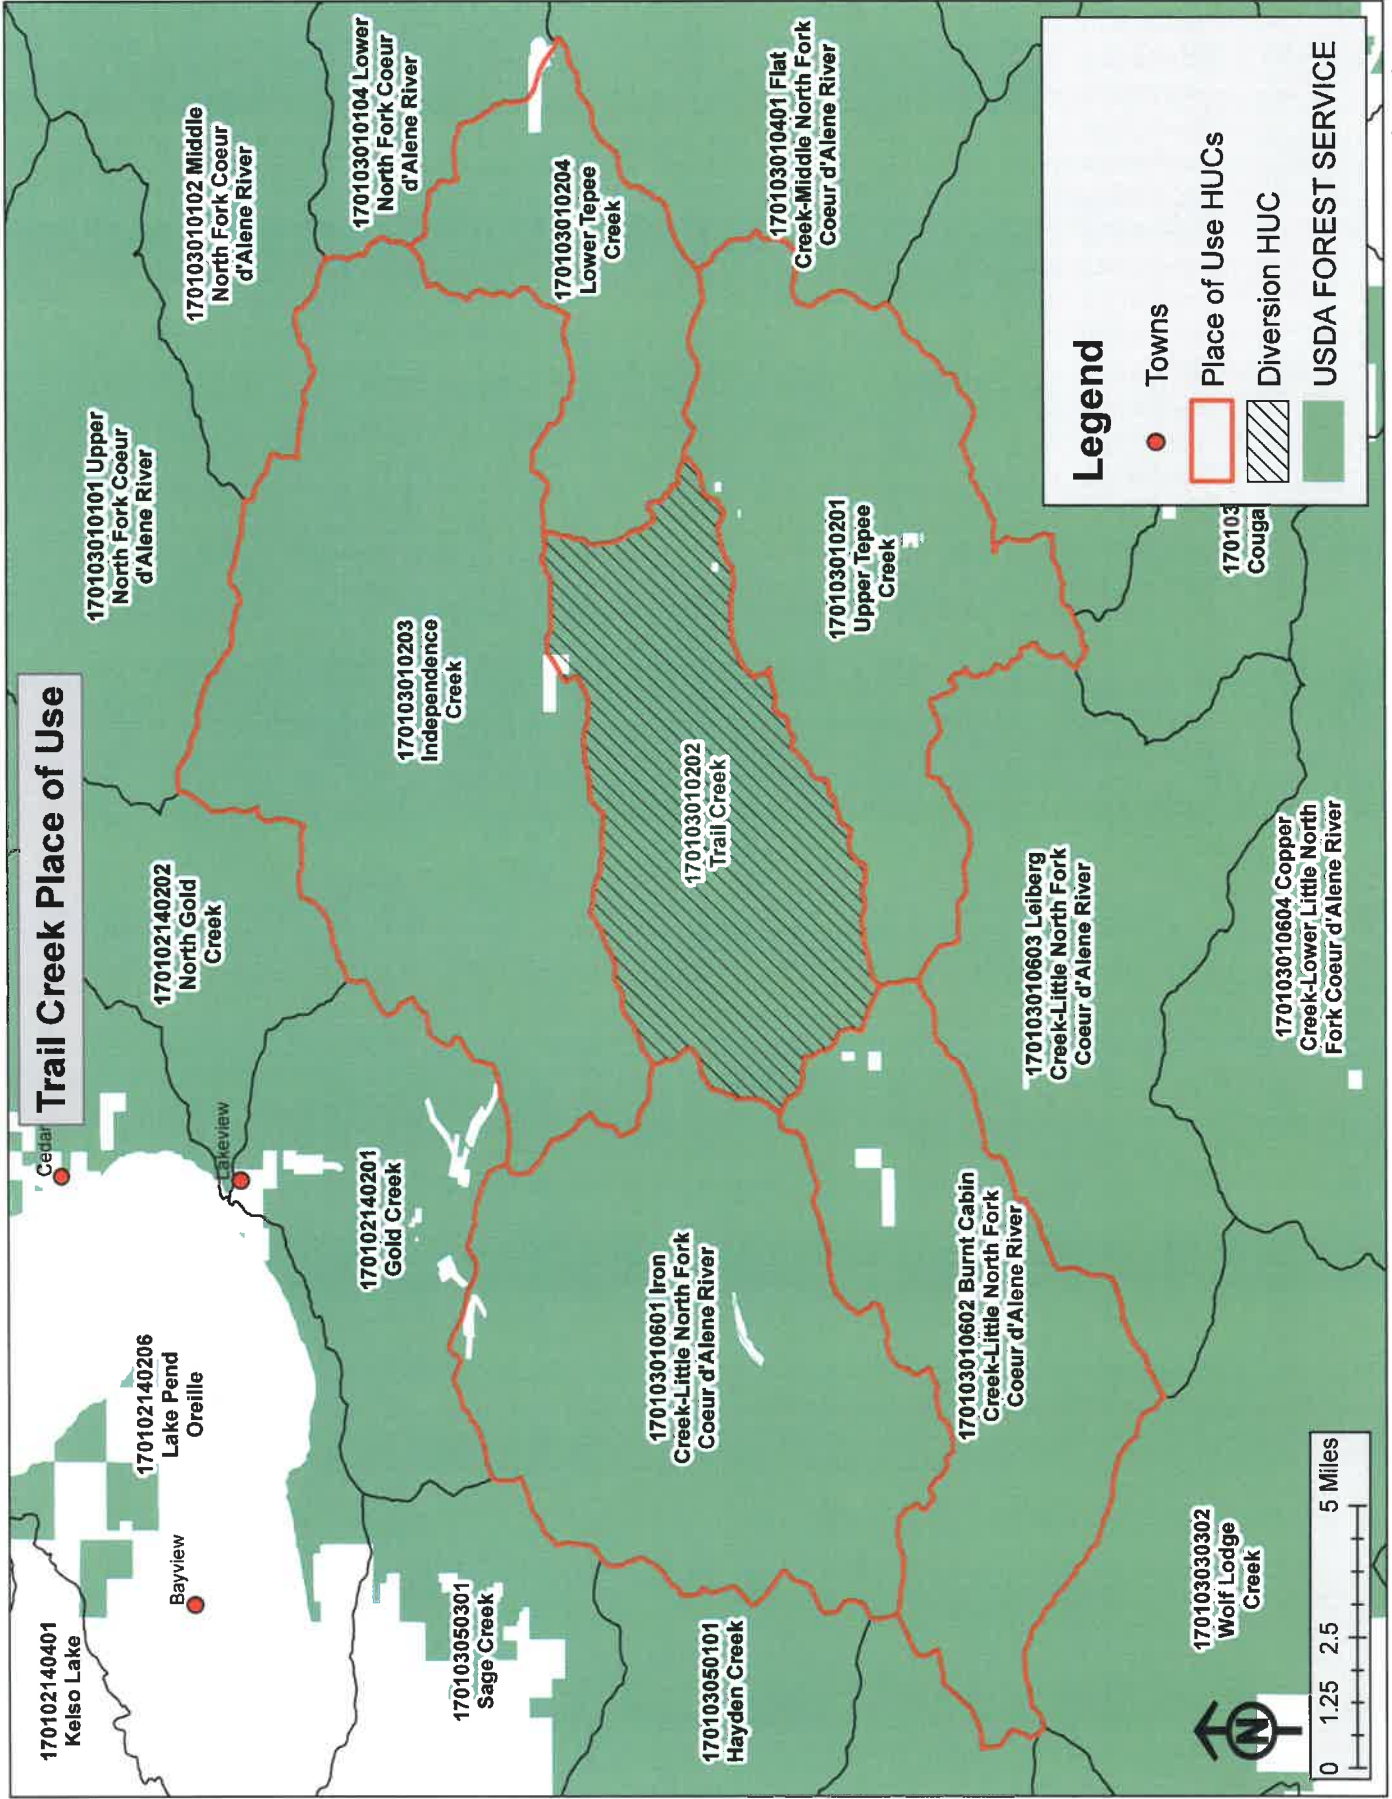 Trail Creek Place of Use
170102140401
Kelso Lake
Bayview
170102140206
Lake Pend
Oreille
Cedar
Lakeview
170102140202
North Gold
Creek
170103010101 Upper
North Fork Coeur
d'Alene River
170103010102 Middle
North Fork Coeur
d'Alene River
170103010104 Lower
North Fork Coeur
d'Alene River
170103050301
Sage Creek
170102140201
Gold Creek
170103010203
Independence
Creek
170103010204
Lower Tepee
Creek
170103050101
Hayden Creek
170103010601 Iron
Creek-Little North Fork
Coeur d'Alene River
170103010202
Trail Creek
170103010201
Upper Tepee
Creek
170103010401 Flat
Creek-Middle North Fork
Coeur d'Alene River
170103010602 Burnt Cabin
Creek-Little North Fork
Coeur d'Alene River
170103010603 Leiberg
Creek-Little North Fork
Coeur d'Alene River
170103030302
Wolf Lodge
Creek
170103010604 Copper
Creek-Lower Little North
Fork Coeur d'Alene River
170103
Couga
Legend
Towns
Place of Use HUCs
Diversion HUC
USDA FOREST SERVICE
N
0 1.25 2.5 5 Miles